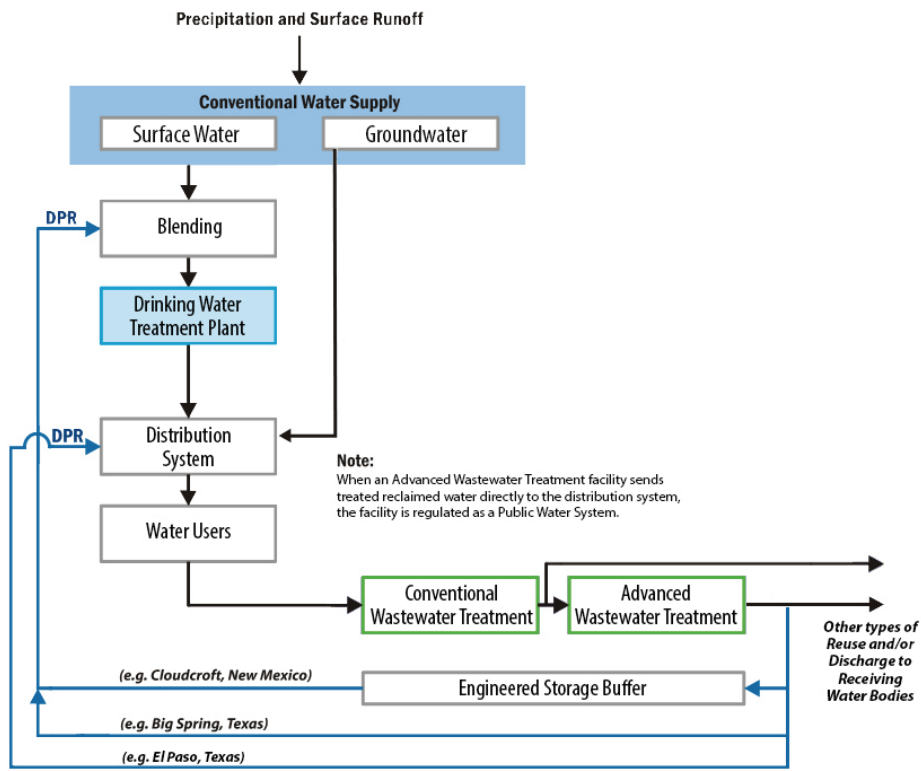 Precipitation and Surface Runoff
Conventional Water Supply
Surface Water
Groundwater
DPR
Blending
Drinking Water
Treatment Plant
DPR
Distribution
System
Note:
When an Advanced Wastewater Treatment facility sends
treated reclaimed water directly to the distribution system,
the facility is regulated as a Public Water System.
Water Users
Conventional
Wastewater Treatment
Advanced
Wastewater Treatment
Other types of
Reuse and/or
Discharge to
Receiving
Water Bodies
(e.g. Cloudcroft, New Mexico)
Engineered Storage Buffer
(e.g. Big Spring, Texas)
(e.g. El Paso, Texas)